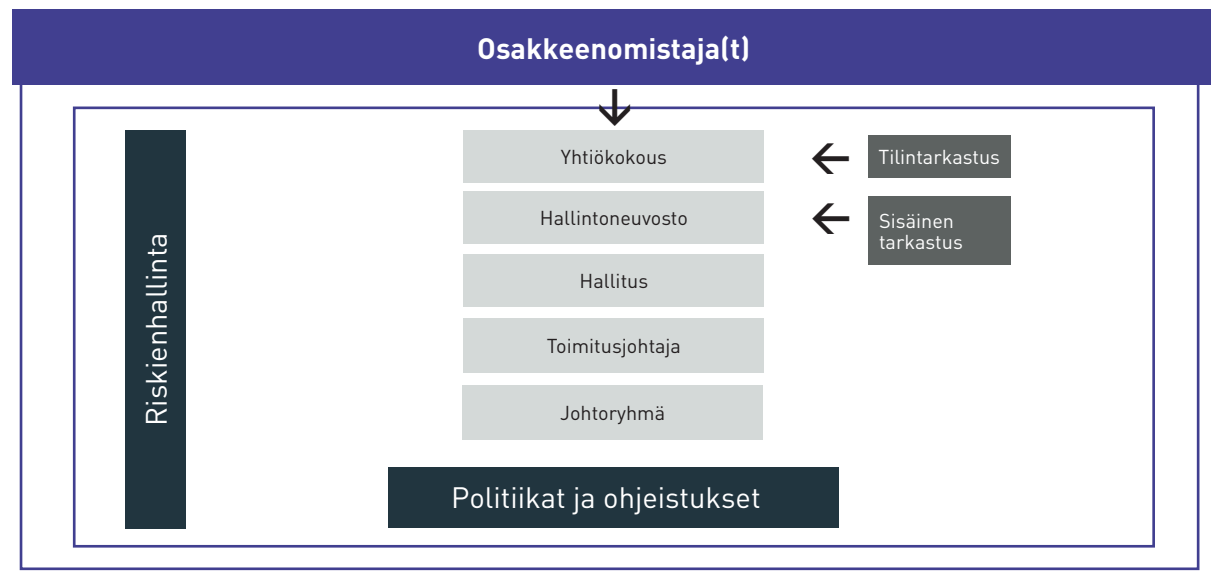 Osakkeenomistaja(t)
Yhtiökokous
Tilintarkastus
Hallintoneuvosto
Sisäinen
tarkastus
Hallitus
Toimitusjohtaja
Johtoryhmä
Riskienhallinta
Politiikat ja ohjeistukset